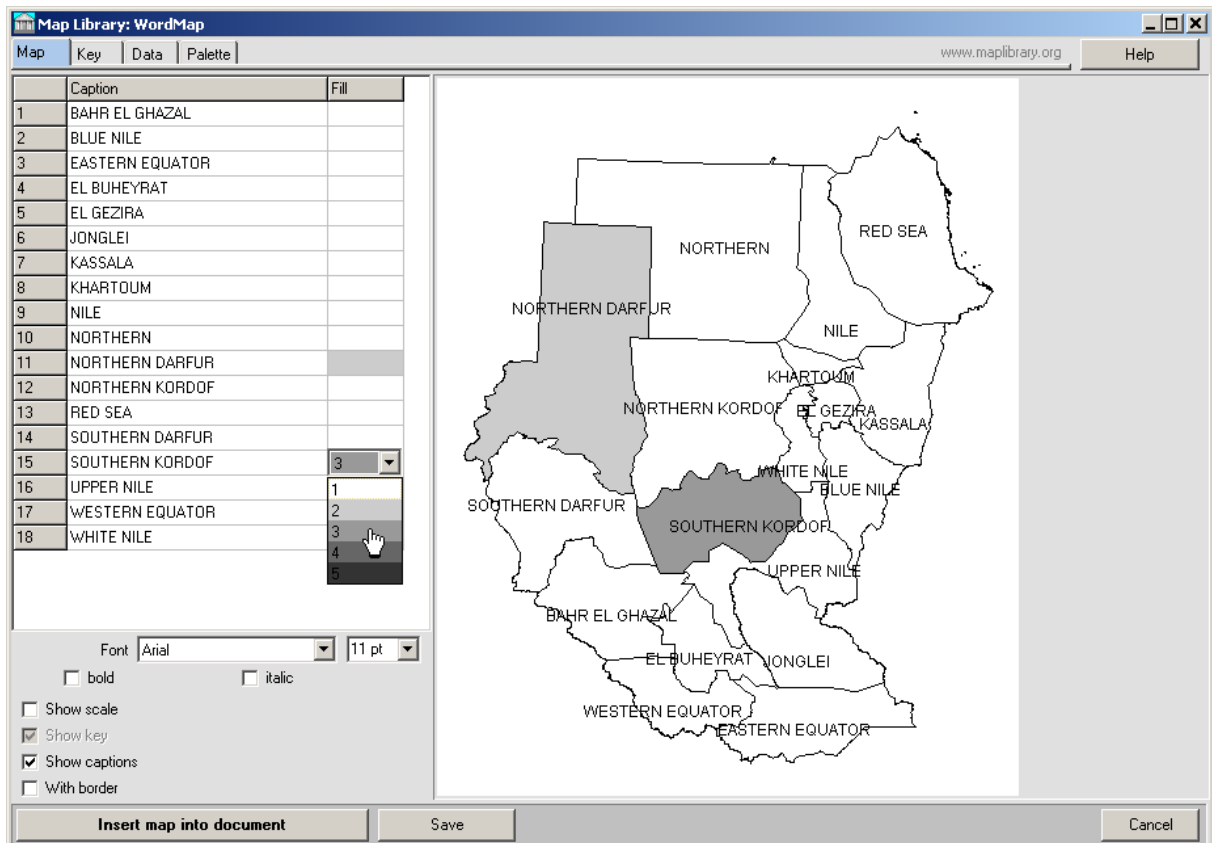 Map Library: WordMap
Map Key Data Palette www.maplibrary.org Help
Caption Fill
1 BAHR EL GHAZAL
2 BLUE NILE
3 EASTERN EQUATOR
4 EL BUHEYRAT
5 EL GEZIRA
6 JONGLEI
7 KASSALA
8 KHARTOUM
9 NILE
10 NORTHERN
11 NORTHERN DARFUR
12 NORTHERN KORDOF
13 RED SEA
14 SOUTHERN DARFUR
15 SOUTHERN KORDOF 3
16 UPPER NILE
17 WESTERN EQUATOR
18 WHITE NILE
1
2
3
4
5
Font Arial 11 pt
bold italic
Show scale
Show key
Show captions
With border
RED SEA
NORTHERN
NORTHERN DARFUR
NILE
KHARTOUM
NORTHERN KORDOF
EL GEZIRA
KASSALA
WHITE NILE
BLUE NILE
SOUTHERN DARFUR
SOUTHERN KORDOF
UPPER NILE
BAHR EL GHAZAL
EL BUHEYRAT
JONGLEI
WESTERN EQUATOR
EASTERN EQUATOR
Insert map into document Save Cancel